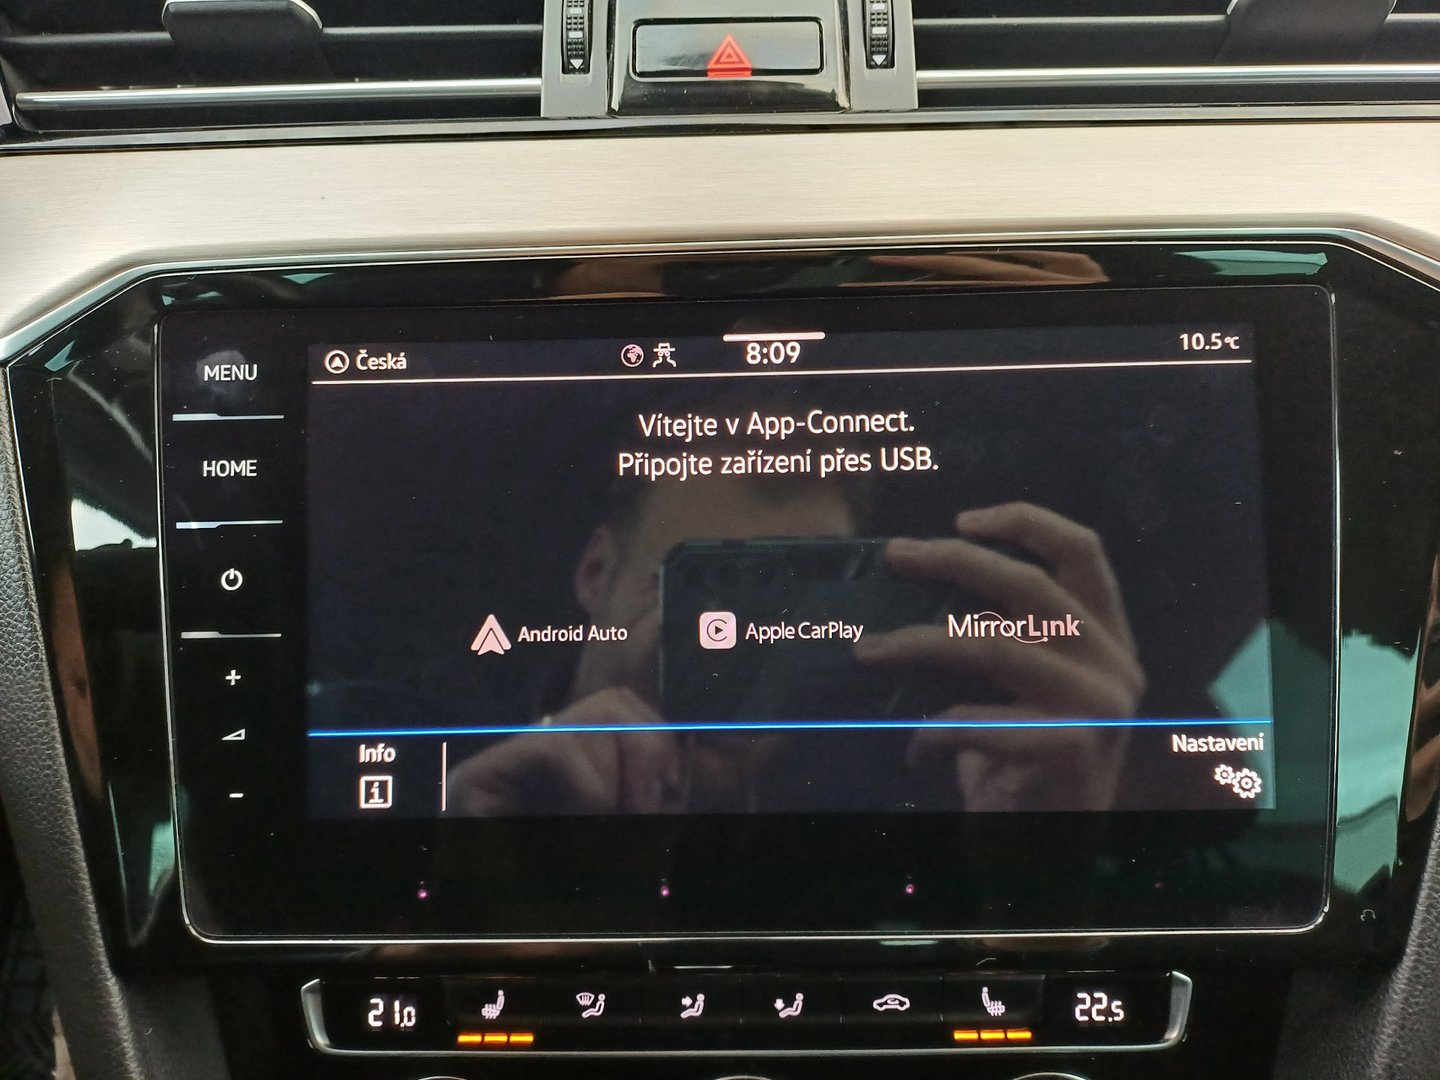 MENU
HOME
Česká
8:09
10.5°C
Vítejte v App-Connect.
Připojte zařízení přes USB.
Android Auto
Apple CarPlay
MirrorLink
Info
Nastavení
21.0
22.5